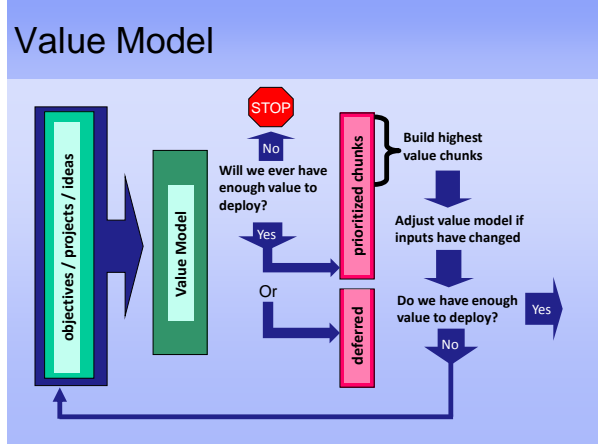 Value Model
objectives / projects / ideas
Value Model
STOP
No
Will we ever have
enough value to
deploy?
Yes
Or
prioritized chunks
deferred
Build highest
value chunks
Adjust value model if
inputs have changed
Do we have enough
value to deploy?
Yes
No